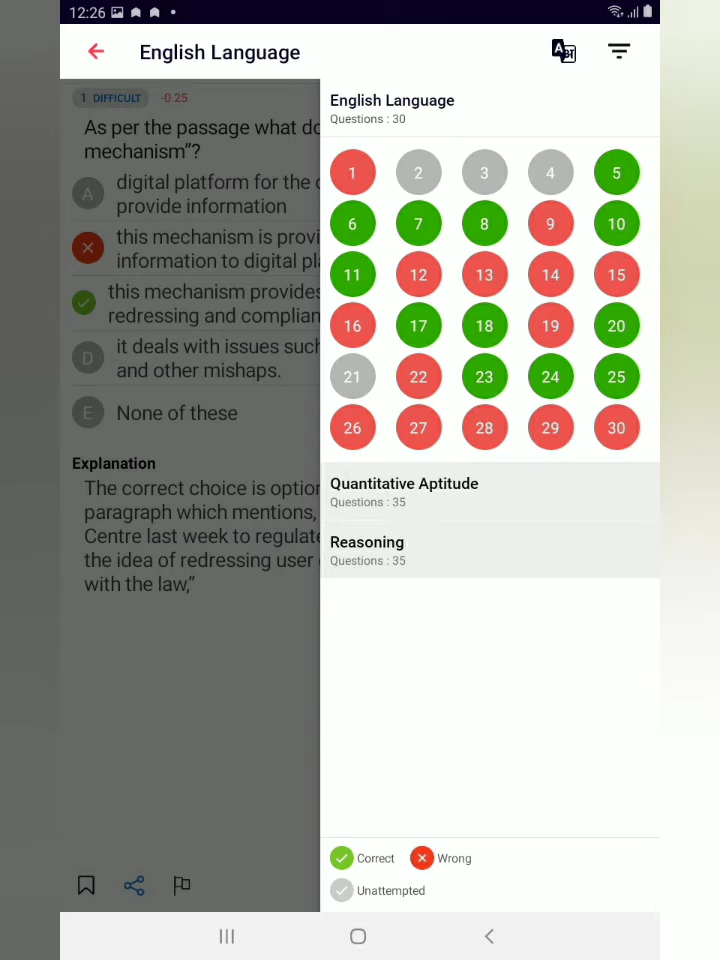 12:26
English Language
1 DIFFICULT -0.25
As per the passage what do
mechanism”?
A digital platform for the
provide information
this mechanism is provi
information to digital
this mechanism provides
redressing and complian
D it deals with issues such
and other mishaps.
E None of these
Explanation
The correct choice is
paragraph which mentions,
Centre last week to regulate
the idea of redressing user
with the law,”
English Language
Questions : 30
1 2 3 4 5
6 7 8 9 10
11 12 13 14 15
16 17 18 19 20
21 22 23 24 25
26 27 28 29 30
Quantitative Aptitude
Questions : 35
Reasoning
Questions : 35
Correct Wrong
Unattempted